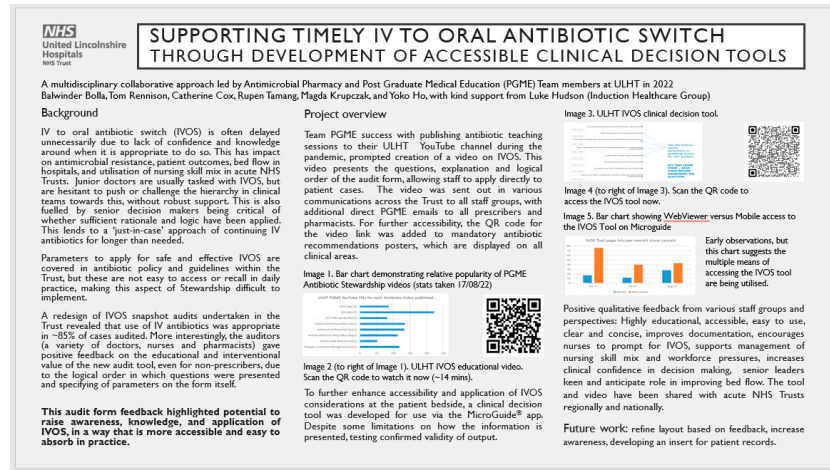 NHS
United Lincolnshire
Hospitals
NHS Trust
SUPPORTING TIMELY IV TO ORAL ANTIBIOTIC SWITCH
THROUGH DEVELOPMENT OF ACCESSIBLE CLINICAL DECISION TOOLS
A multidisciplinary collaborative approach led by Antimicrobial Pharmacy and Post Graduate Medical Education (PGME) Team members at ULHT in 2022
Balwinder Bolla, Tom Rennison, Catherine Cox, Rupen Tamang, Magda Krupczak, and Yoko Ho, with kind support from Luke Hudson (Induction Healthcare Group)
Background
IV to oral antibiotic switch (IVOS) is often delayed
unnecessarily due to lack of confidence and knowledge
around when it is appropriate to do so. This has impact
on antimicrobial resistance, patient outcomes, bed flow in
hospitals, and utilisation of nursing skill mix in acute NHS
Trusts. Junior doctors are usually tasked with IVOS, but
are hesitant to push or challenge the hierarchy in clinical
teams towards this, without robust support. This is also
fuelled by senior decision makers being critical of
whether sufficient rationale and logic have been applied.
This lends to a 'just-in-case' approach of continuing IV
antibiotics for longer than needed.
Parameters to apply for safe and effective IVOS are
covered in antibiotic policy and guidelines within the
Trust, but these are not easy to access or recall in daily
practice, making this aspect of Stewardship difficult to
implement.
A redesign of IVOS snapshot audits undertaken in the
Trust revealed that use of IV antibiotics was appropriate
in ~85% of cases audited. More interestingly, the auditors
(a variety of doctors, nurses and pharmacists) gave
positive feedback on the educational and interventional
value of the new audit tool, even for non-prescribers, due
to the logical order in which questions were presented
and specifying of parameters on the form itself.
This audit form feedback highlighted potential to
raise awareness, knowledge, and application of
IVOS, in a way that is more accessible and easy to
absorb in practice.
Project overview
Team PGME success with publishing antibiotic teaching
sessions to their ULHT YouTube channel during the
pandemic, prompted creation of a video on IVOS. This
video presents the questions, explanation and logical
order of the audit form, allowing staff to apply directly to
patient cases. The video was sent out in various
communications across the Trust to all staff groups, with
additional direct PGME emails to all prescribers and
pharmacists. For further accessibility, the QR code for
the video link was added to mandatory antibiotic
recommendations posters, which are displayed on all
clinical areas.
Image 1. Bar chart demonstrating relative popularity of PGME
Antibiotic Stewardship videos (stats taken 17/08/22)
ULHT PGME YouTube Hits for each Antibiotic Video published
Image 2 (to right of Image 1). ULHT IVOS educational video.
Scan the QR code to watch it now (~14 mins).
To further enhance accessibility and application of IVOS
considerations at the patient bedside, a clinical decision
tool was developed for use via the MicroGuide® app.
Despite some limitations on how the information is
presented, testing confirmed validity of output.
Image 3. ULHT IVOS clinical decision tool.
Image 4 (to right of Image 3). Scan the QR code to
access the IVOS tool now.
Image 5. Bar chart showing WebViewer versus Mobile access to
the IVOS Tool on Microguide
IVOS Tool page hits per month since Launch
Early observations, but
this chart suggests the
multiple means of
accessing the IVOS tool
are being utilised.
Positive qualitative feedback from various staff groups and
perspectives: Highly educational, accessible, easy to use,
clear and concise, improves documentation, encourages
nurses to prompt for IVOS, supports management of
nursing skill mix and workforce pressures, increases
clinical confidence in decision making, senior leaders
keen and anticipate role in improving bed flow. The tool
and video have been shared with acute NHS Trusts
regionally and nationally.
Future work: refine layout based on feedback, increase
awareness, developing an insert for patient records.